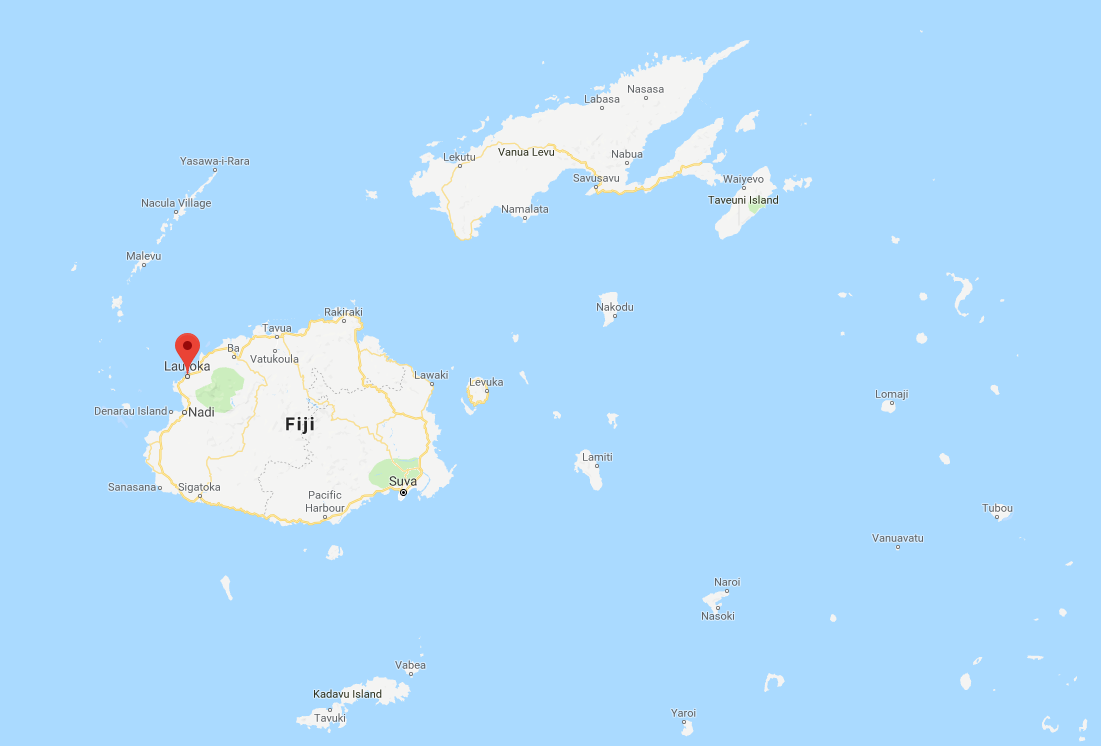 Nasasa
Labasa
Vanua Levu
Nabua
Lekutu
Yasawa-i-Rara
Savusavu
Waiyevo
Taveuni Island
Nacula Village
Namalata
Malevu
Nakodu
Rakiraki
Tavua
Ba
Vatukoula
Lautoka
Lawaki
Levuka
Lomaji
Denarau Island
Nadi
Fiji
Lamiti
Suva
Sanasana
Sigatoka
Pacific
Harbour
Tubou
Vanuavatu
Naroi
Nasoki
Vabea
Kadavu Island
Tavuki
Yaroi